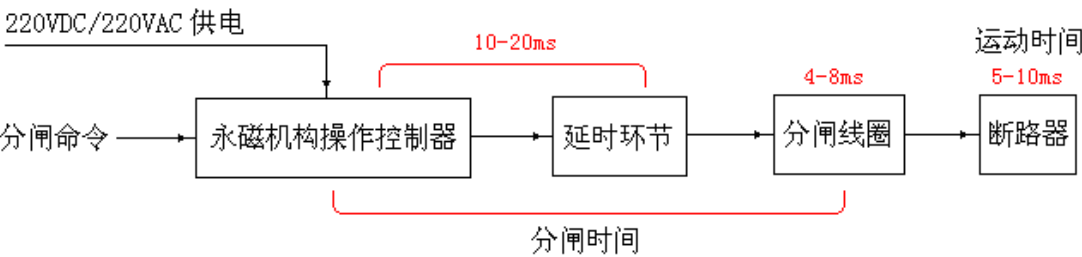 220VDC/220VAC 供电
10-20ms
运动时间
4-8ms
5-10ms
分闸命令
永磁机构操作控制器
延时环节
分闸线圈
断路器
分闸时间